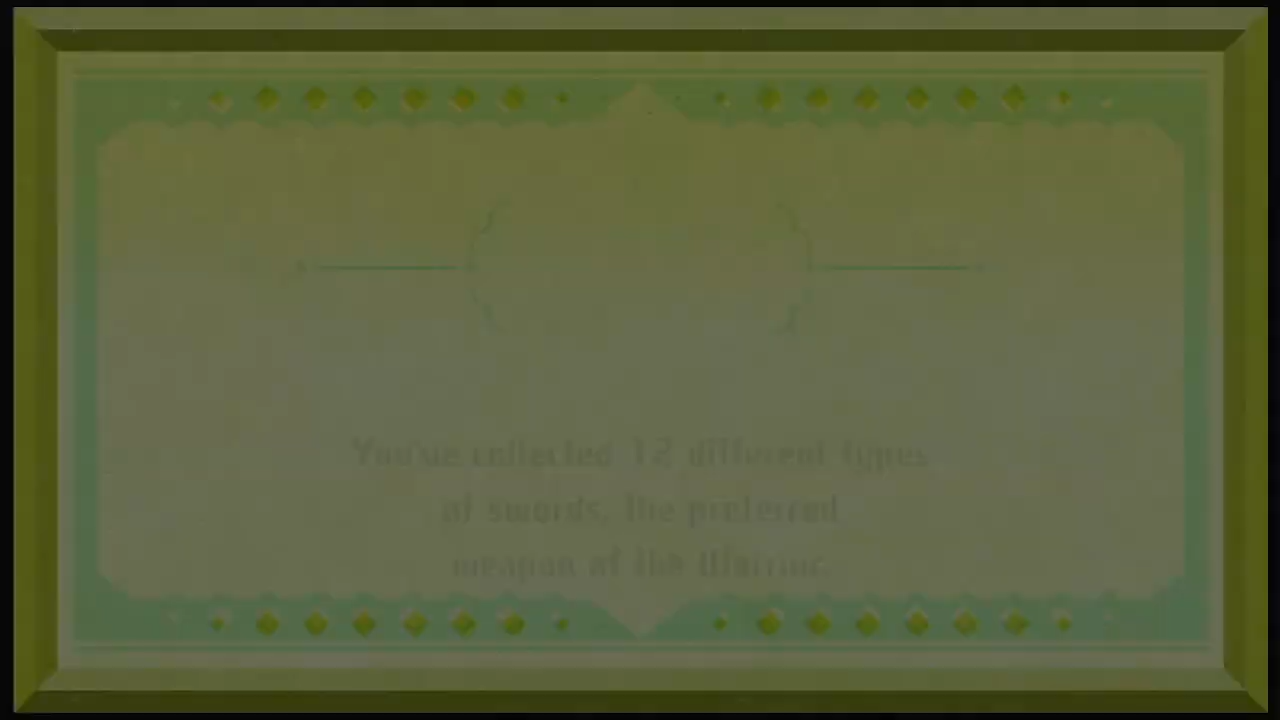 You've collected 12 different types
of swords, the preferred
weapon of the Warrior.